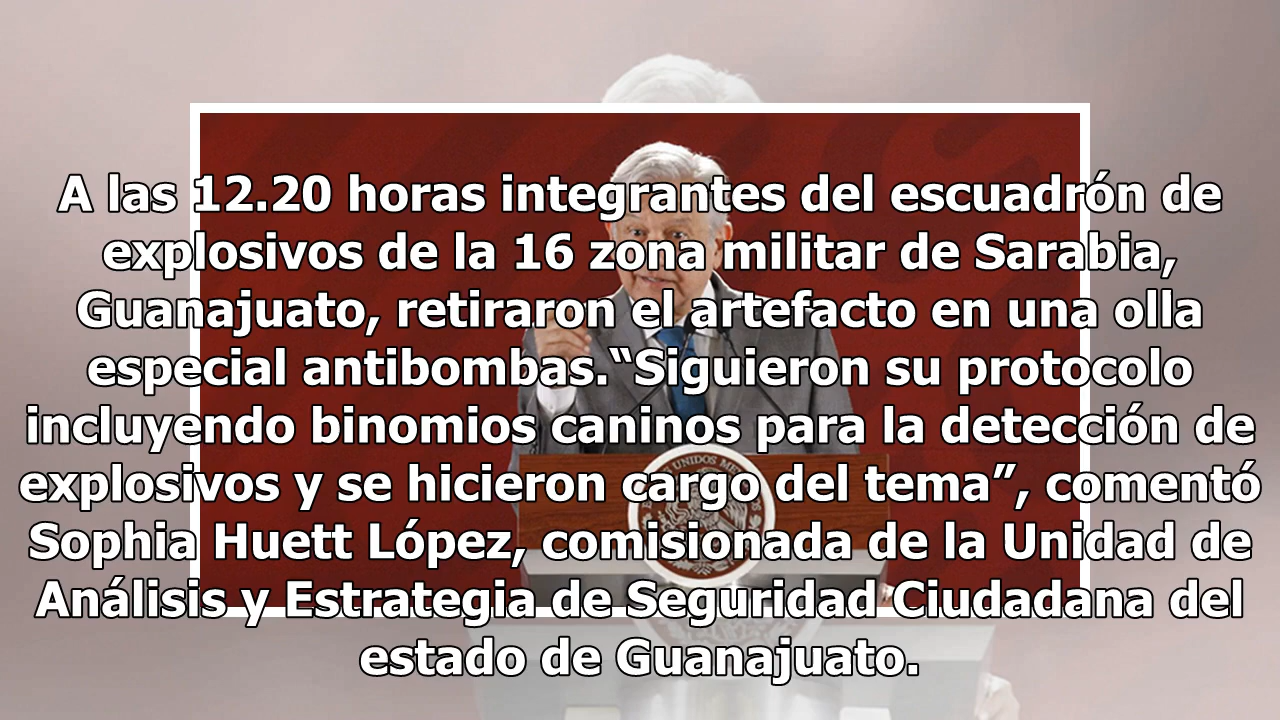 A las 12.20 horas integrantes del escuadrón de
explosivos de la 16 zona militar de Sarabia,
Guanajuato, retiraron el artefacto en una olla
especial antibombas.“Siguieron su protocolo
incluyendo binomios caninos para la detección de
explosivos y se hicieron cargo del tema”, comentó
Sophia Huett López, comisionada de la Unidad de
Análisis y Estrategia de Seguridad Ciudadana del
estado de Guanajuato.